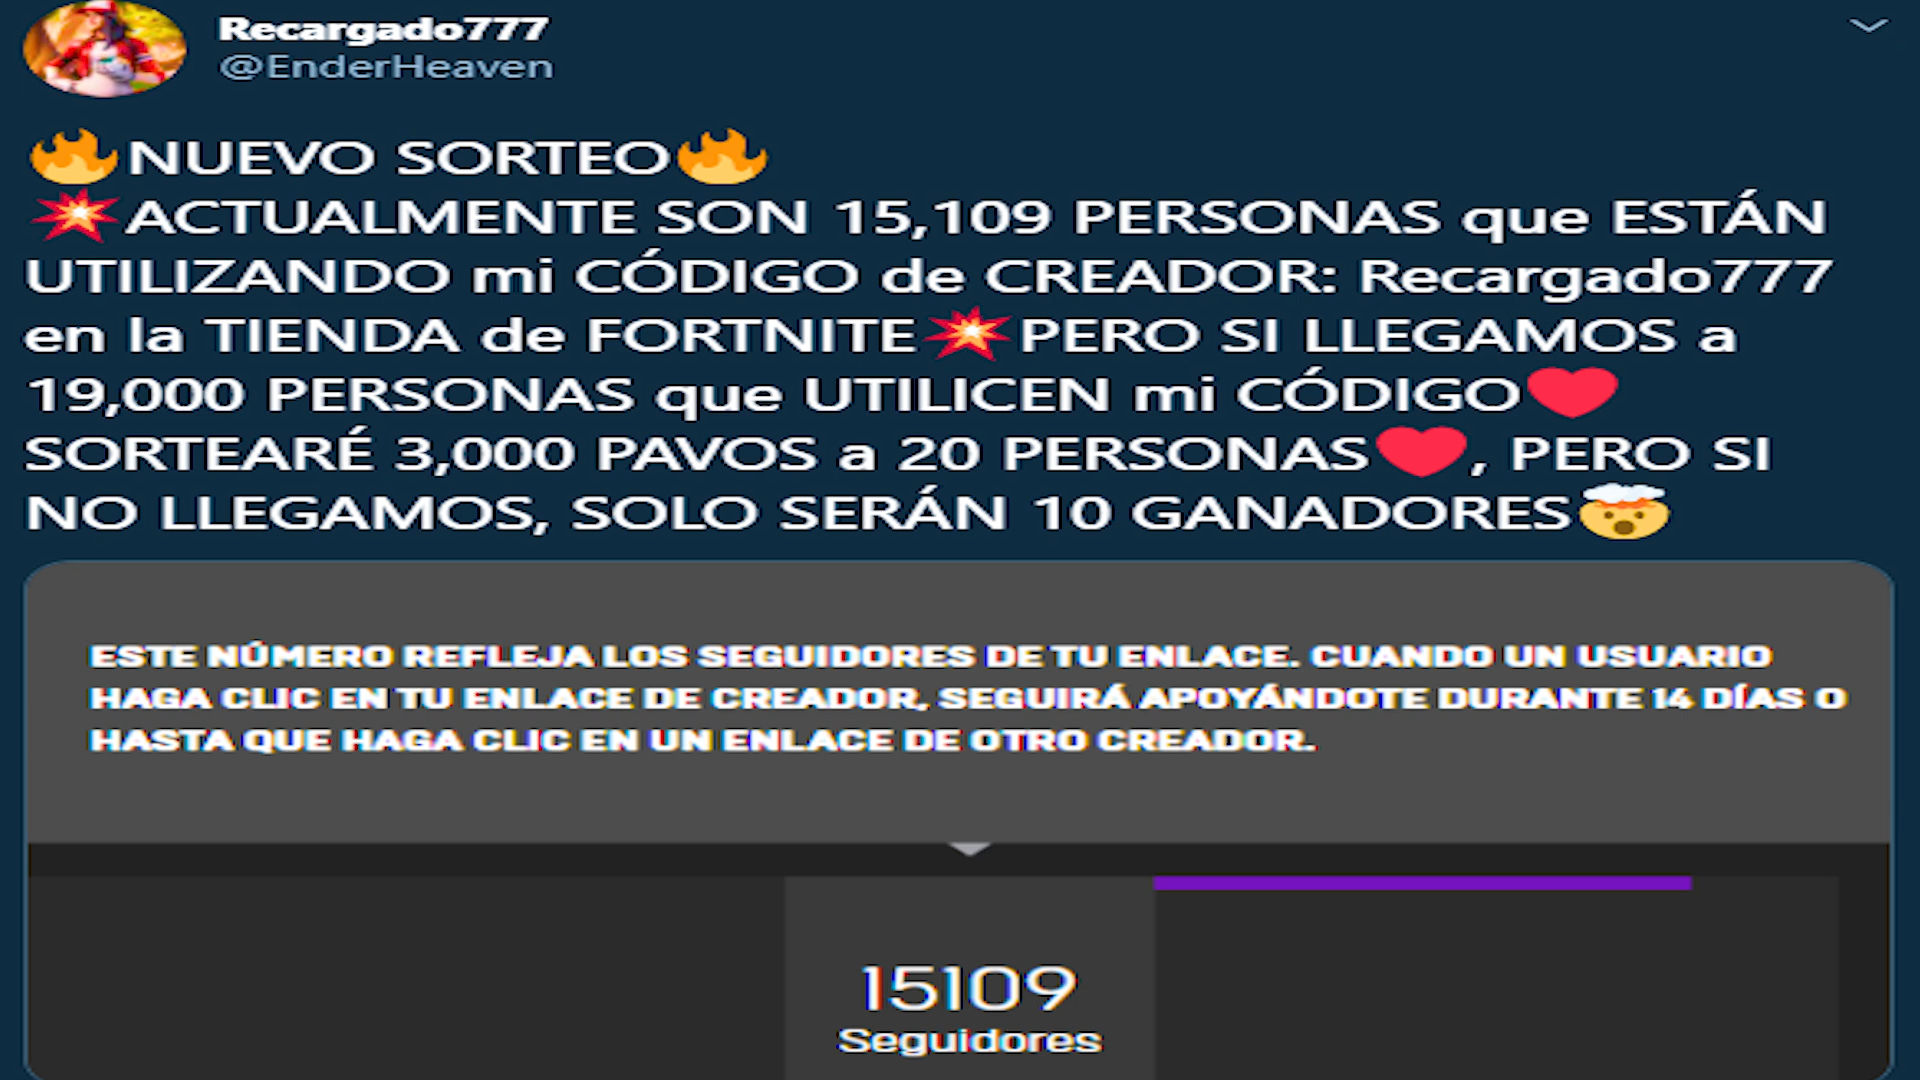 Recargado777
@EnderHeaven
🔥NUEVO SORTEO🔥
💥ACTUALMENTE SON 15,109 PERSONAS que ESTÁN
UTILIZANDO mi CÓDIGO de CREADOR: Recargado777
en la TIENDA de FORTNITE💥PERO SI LLEGAMOS a
19,000 PERSONAS que UTILICEN mi CÓDIGO❤️
SORTEARÉ 3,000 PAVOS a 20 PERSONAS❤️, PERO SI
NO LLEGAMOS, SOLO SERÁN 10 GANADORES🤯
ESTE NÚMERO REFLEJA LOS SEGUIDORES DE TU ENLACE. CUANDO UN USUARIO
HAGA CLIC EN TU ENLACE DE CREADOR, SEGUIRÁ APOYÁNDOTE DURANTE 14 DÍAS O
HASTA QUE HAGA CLIC EN UN ENLACE DE OTRO CREADOR.
15109
Seguidores